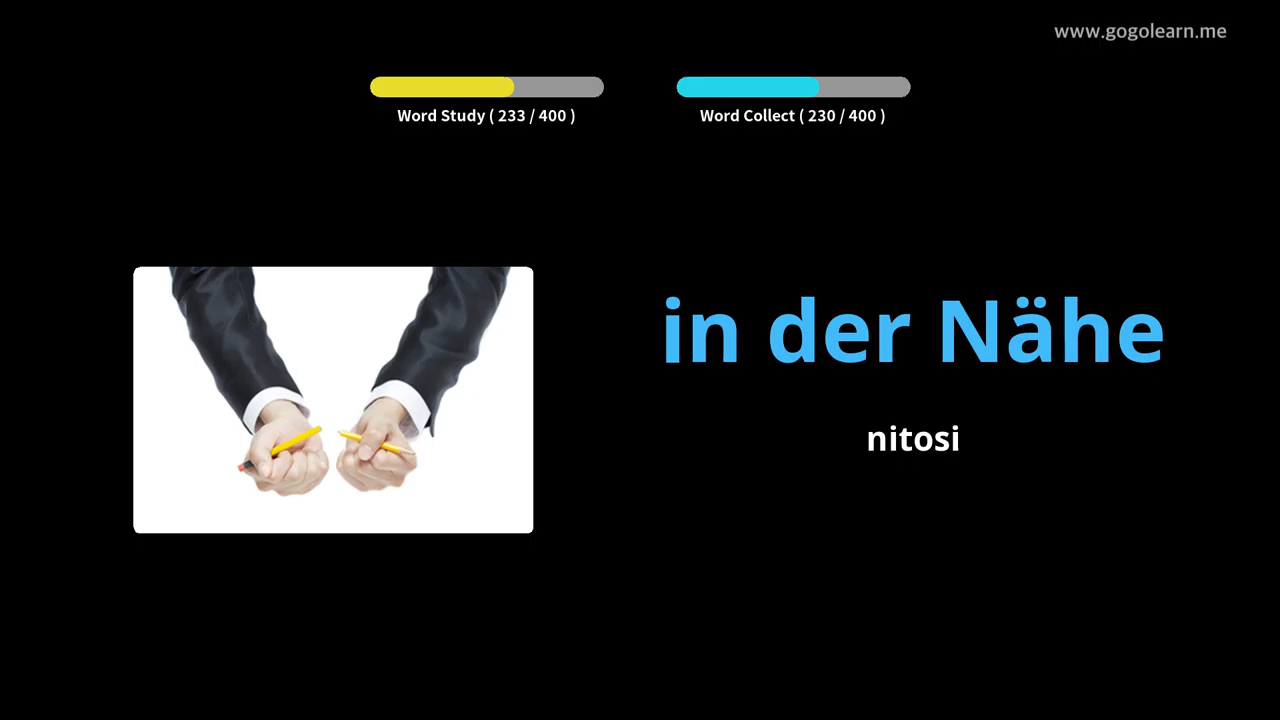 www.gogolearn.me
Word Study ( 233 / 400 )
Word Collect ( 230 / 400 )
in der Nähe
nitosi